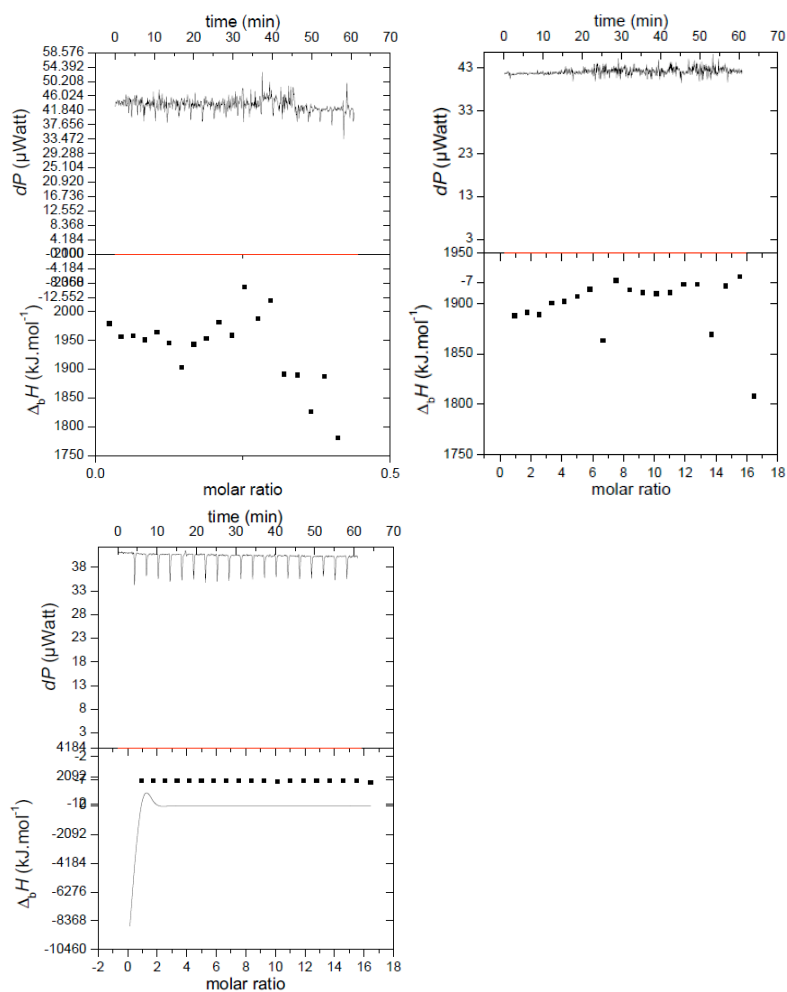 time (min)
time (min)
0 10 20 30 40 50 60 70
0 10 20 30 40 50 60 70
58.576
54.392
50.208
46.024
41.840
37.656
33.472
29.288
25.104
20.920
16.736
12.552
8.368
4.184
43
33
23
13
3
dP (µWatt)
dP (µWatt)
-4.184
-12.552
2000
1950
1900
1850
1800
1750
1950
-7
1900
1850
1800
1750
ΔbH (kJ.mol-1)
ΔbH (kJ.mol-1)
0.0 0.5
0 2 4 6 8 10 12 14 16 18
molar ratio
molar ratio
time (min)
0 10 20 30 40 50 60 70
38
33
28
23
18
13
8
3
dP (µWatt)
4184
-2
2092
-2092
-4184
-6276
-8368
-10460
ΔbH (kJ.mol-1)
-2 0 2 4 6 8 10 12 14 16 18
molar ratio